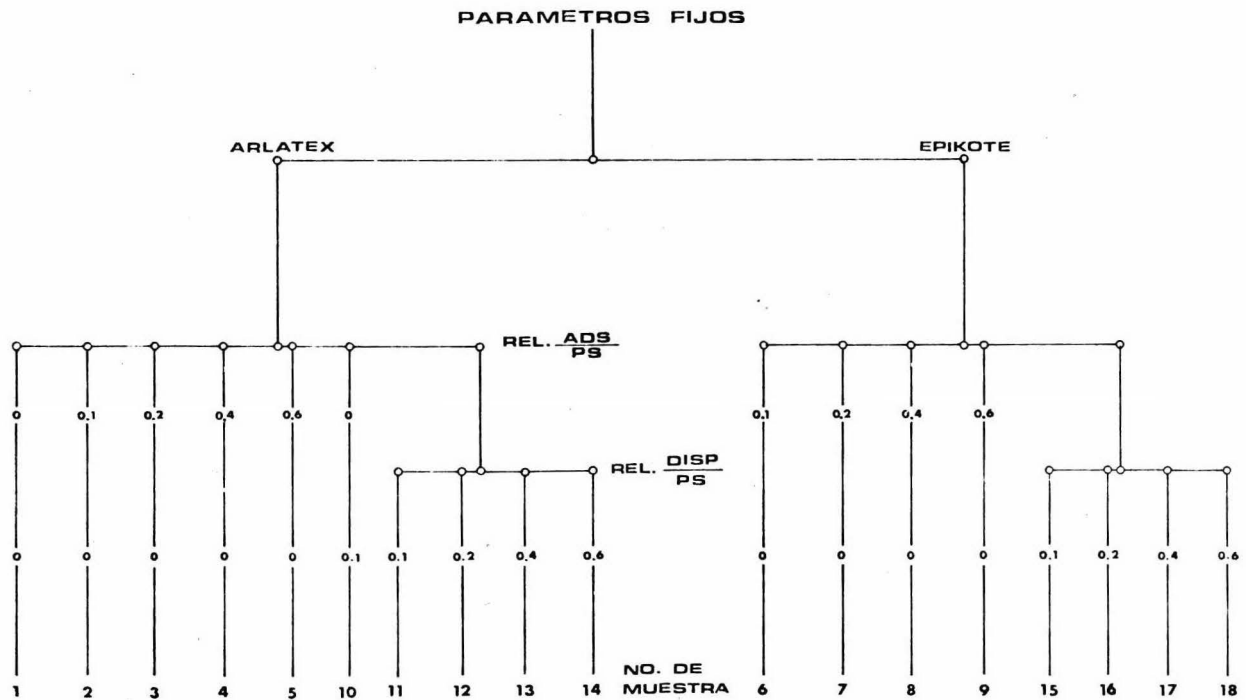 PARAMETROS FIJOS
ARLATEX
EPIKOTE
REL. ADS
PS
0 0,1 0,2 0,4 0,6 0
0,1 0,2 0,4 0,6
REL. DISP
PS
0 0 0 0 0 0,1 0,1 0,2 0,4 0,6
0 0 0 0 0,1 0,2 0,4 0,6
NO. DE
MUESTRA
1 2 3 4 5 10 11 12 13 14
6 7 8 9 15 16 17 18